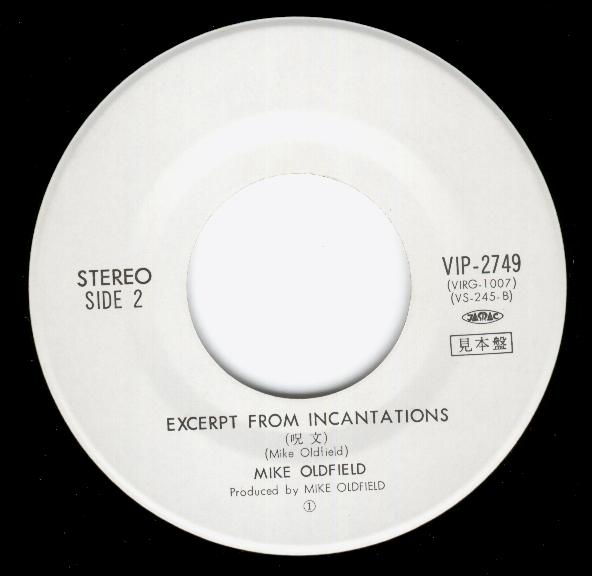 STEREO
SIDE 2
VIP-2749
(VIRG-1007)
(VS-245-B)
JASRAC
見本盤
EXCERPT FROM INCANTATIONS
(呪 文)
(Mike Oldfield)
MIKE OLDFIELD
Produced by MIKE OLDFIELD
①